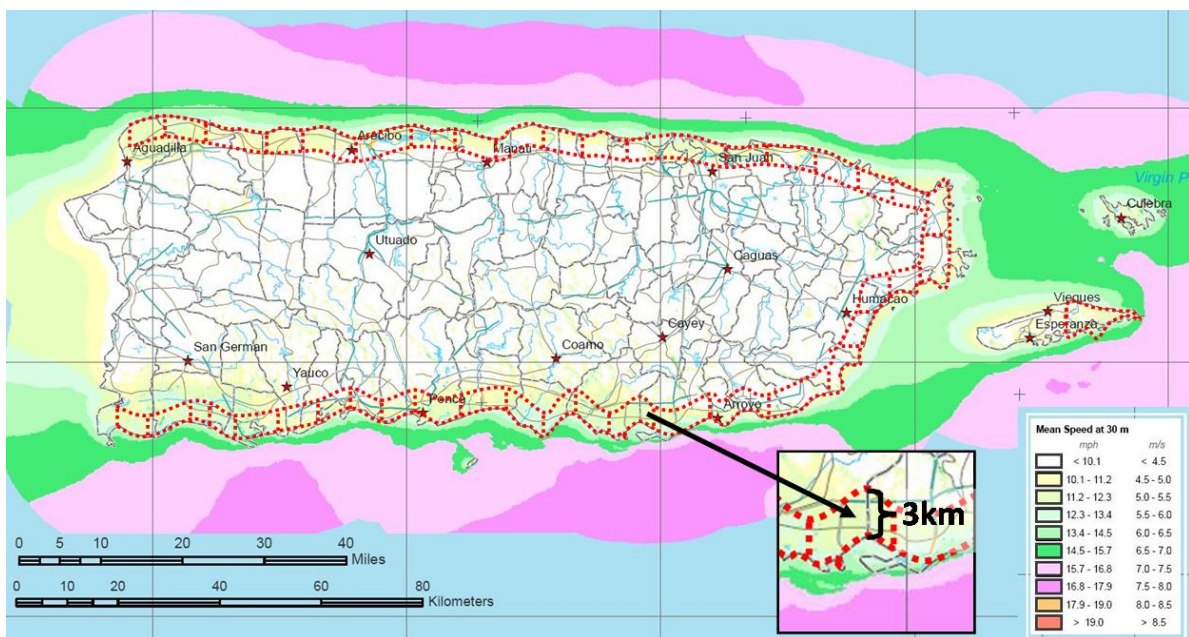 Aguadilla
Arecibo
Manati
San Juan
Virgin P
Culebra
Utuado
Caguas
Humacao
Vieques
Esperanza
Cayey
San German
Coamo
Yauco
Ponce
Arroyo
3km
0 5 10 20 30 40
Miles
0 10 20 40 60 80
Kilometers
Mean Speed at 30 m
mph m/s
< 10.1 < 4.5
10.1 - 11.2 4.5 - 5.0
11.2 - 12.3 5.0 - 5.5
12.3 - 13.4 5.5 - 6.0
13.4 - 14.5 6.0 - 6.5
14.5 - 15.7 6.5 - 7.0
15.7 - 16.8 7.0 - 7.5
16.8 - 17.9 7.5 - 8.0
17.9 - 19.0 8.0 - 8.5
> 19.0 > 8.5